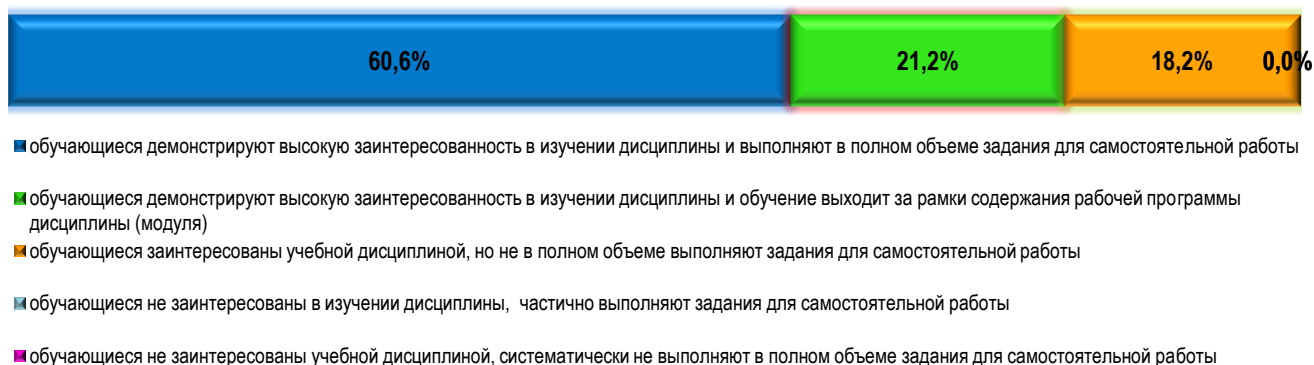 60,6% 21,2% 18,2% 0,0%
обучающиеся демонстрируют высокую заинтересованность в изучении дисциплины и выполняют в полном объеме задания для самостоятельной работы
обучающиеся демонстрируют высокую заинтересованность в изучении дисциплины и обучение выходит за рамки содержания рабочей программы
дисциплины (модуля)
обучающиеся заинтересованы учебной дисциплиной, но не в полном объеме выполняют задания для самостоятельной работы
обучающиеся не заинтересованы в изучении дисциплины, частично выполняют задания для самостоятельной работы
обучающиеся не заинтересованы учебной дисциплиной, систематически не выполняют в полном объеме задания для самостоятельной работы